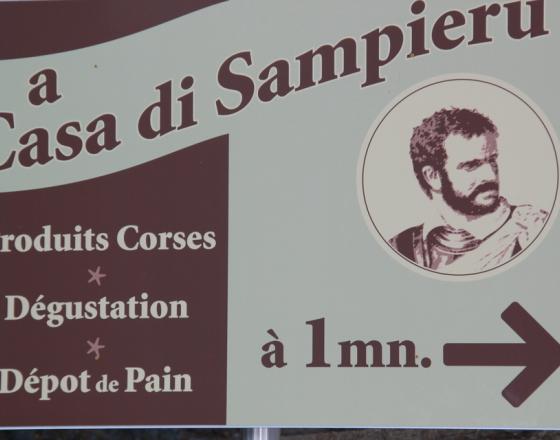 a
Casa di Sampieru
roduits Corses
Dégustation
Dépot de Pain
à 1mn.